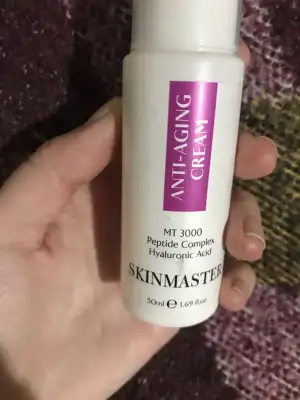 ANTI-AGING
CREAM
MT 3000
Peptide Complex
Hyaluronic Acid
SKINMASTER
50ml ℮ 1.69 fl.oz